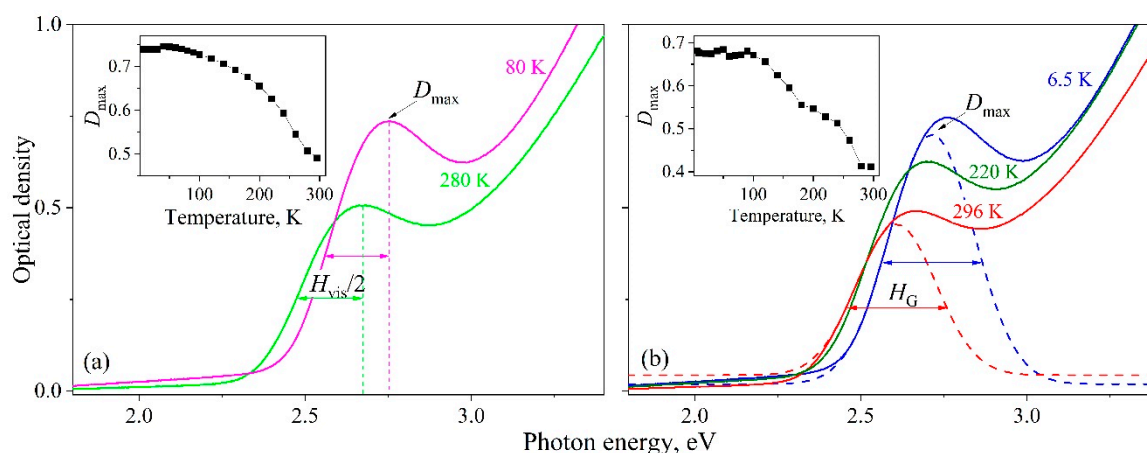 Optical density
1.0
0.5
0.0
D_max
0.7
0.6
0.5
100
200
300
Temperature, K
80 K
D_max
280 K
H_vis/2
(a)
2.0
2.5
3.0
D_max
0.7
0.6
0.5
0.4
0
100
200
300
Temperature, K
6.5 K
D_max
220 K
296 K
H_G
(b)
2.0
2.5
3.0
Photon energy, eV